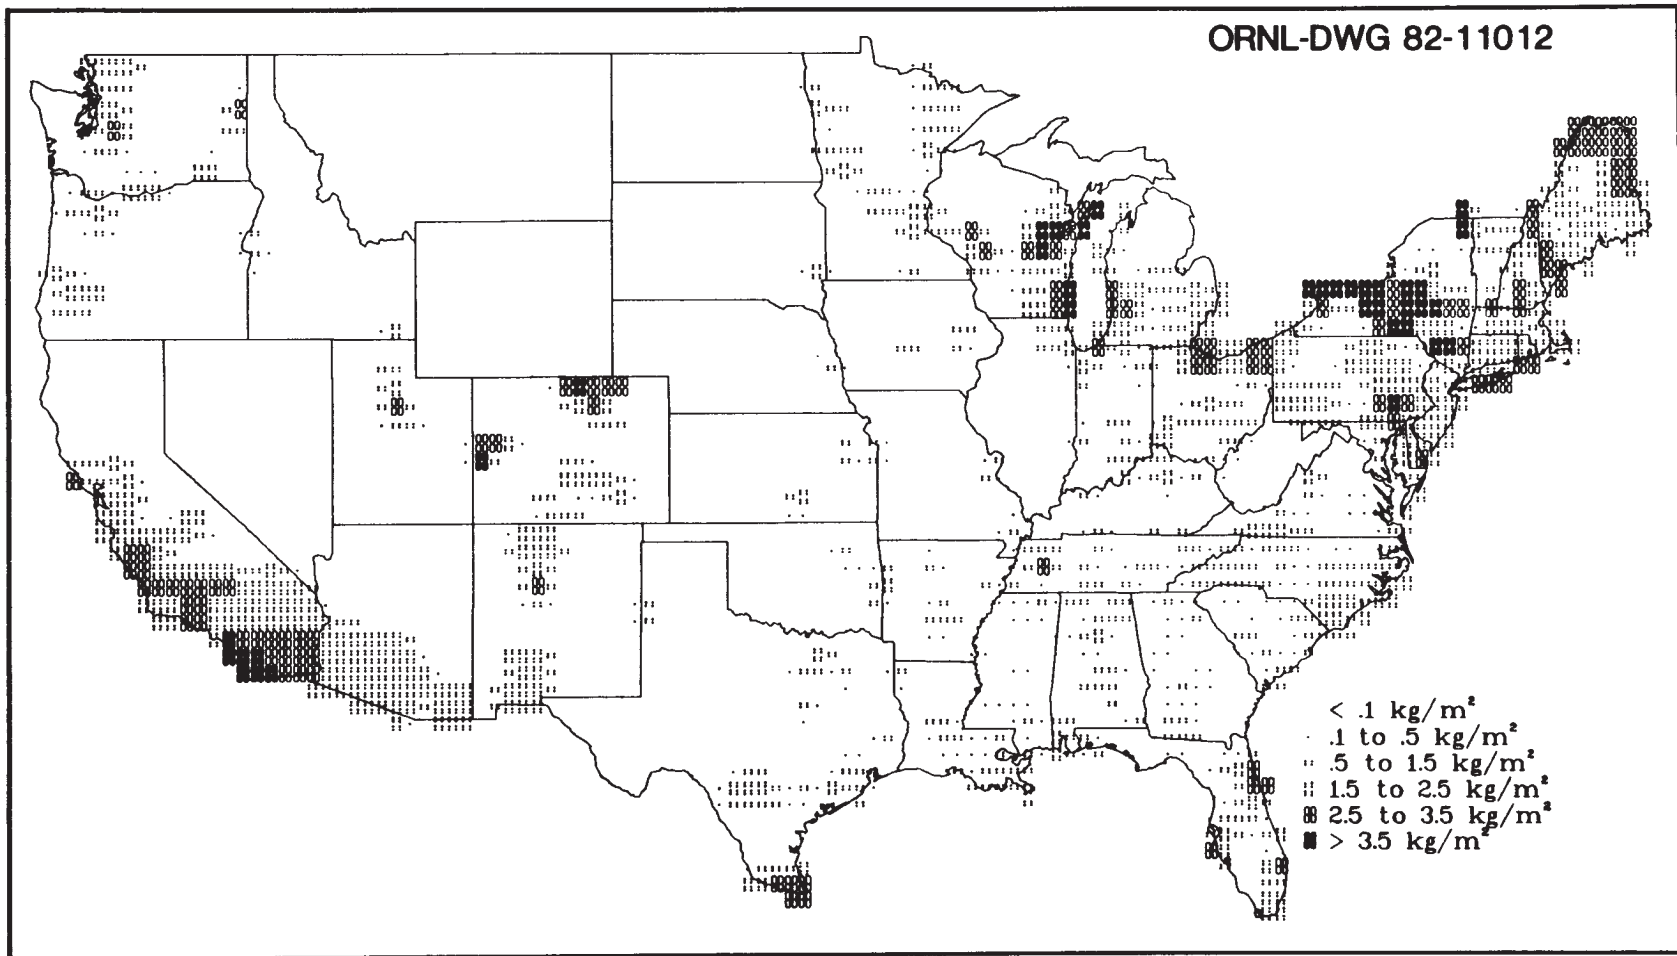 ORNL-DWG 82-11012
< .1 kg/m²
.1 to .5 kg/m²
.5 to 1.5 kg/m²
1.5 to 2.5 kg/m²
2.5 to 3.5 kg/m²
> 3.5 kg/m²